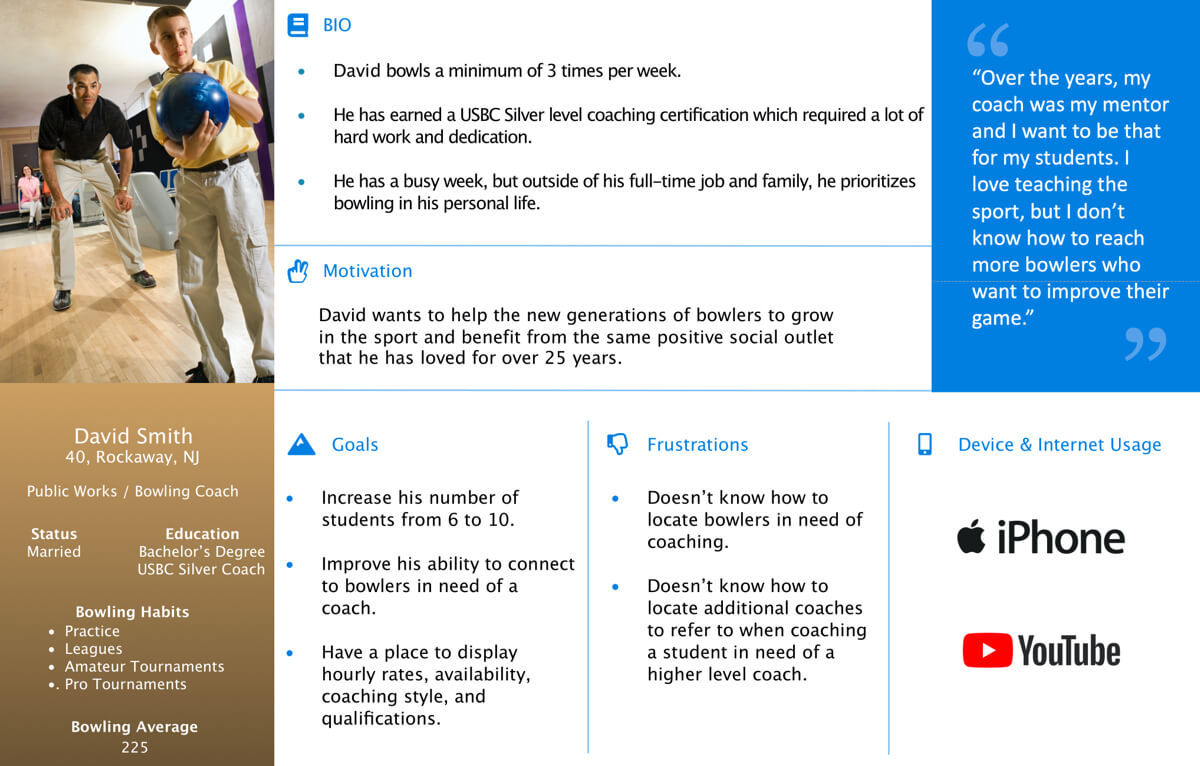 BIO
• David bowls a minimum of 3 times per week.
• He has earned a USBC Silver level coaching certification which required a lot of
hard work and dedication.
• He has a busy week, but outside of his full-time job and family, he prioritizes
bowling in his personal life.
Motivation
David wants to help the new generations of bowlers to grow
in the sport and benefit from the same positive social outlet
that he has loved for over 25 years.
“
“Over the years, my
coach was my mentor
and I want to be that
for my students. I
love teaching the
sport, but I don’t
know how to reach
more bowlers who
want to improve their
game.”
”
David Smith
40, Rockaway, NJ
Public Works / Bowling Coach
Status
Married
Education
Bachelor’s Degree
USBC Silver Coach
Bowling Habits
• Practice
• Leagues
• Amateur Tournaments
•. Pro Tournaments
Bowling Average
225
Goals
• Increase his number of
students from 6 to 10.
• Improve his ability to connect
to bowlers in need of a
coach.
• Have a place to display
hourly rates, availability,
coaching style, and
qualifications.
Frustrations
• Doesn’t know how to
locate bowlers in need of
coaching.
• Doesn’t know how to
locate additional coaches
to refer to when coaching
a student in need of a
higher level coach.
Device & Internet Usage
iPhone
YouTube